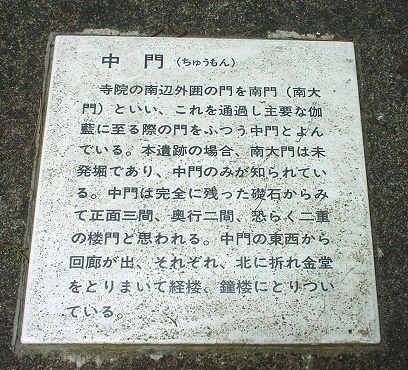 中門（ちゅうもん）
寺院の南辺外囲の門を南門（南大
門）といい、これを通過し主要な伽
藍に至る際の門をふつう中門とよん
でいる。本遺跡の場合、南大門は未
発掘であり、中門のみが知られてい
る。中門は完全に残った礎石からみ
て正面三間、奥行二間、恐らく二重
の楼門と思われる。中門の東西から
回廊が出、それぞれ、北に折れ金堂
をとりまいて経楼、鐘楼にとりつい
ている。